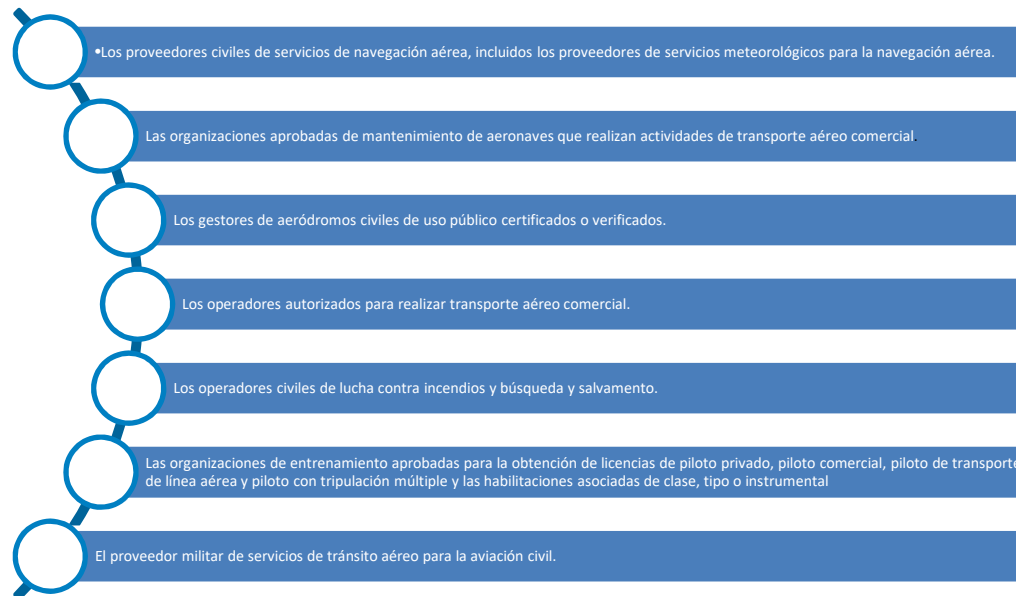 •Los proveedores civiles de servicios de navegación aérea, incluidos los proveedores de servicios meteorológicos para la navegación aérea.
Las organizaciones aprobadas de mantenimiento de aeronaves que realizan actividades de transporte aéreo comercial.
Los gestores de aeródromos civiles de uso público certificados o verificados.
Los operadores autorizados para realizar transporte aéreo comercial.
Los operadores civiles de lucha contra incendios y búsqueda y salvamento.
Las organizaciones de entrenamiento aprobadas para la obtención de licencias de piloto privado, piloto comercial, piloto de transporte
de línea aérea y piloto con tripulación múltiple y las habilitaciones asociadas de clase, tipo o instrumental
El proveedor militar de servicios de tránsito aéreo para la aviación civil.